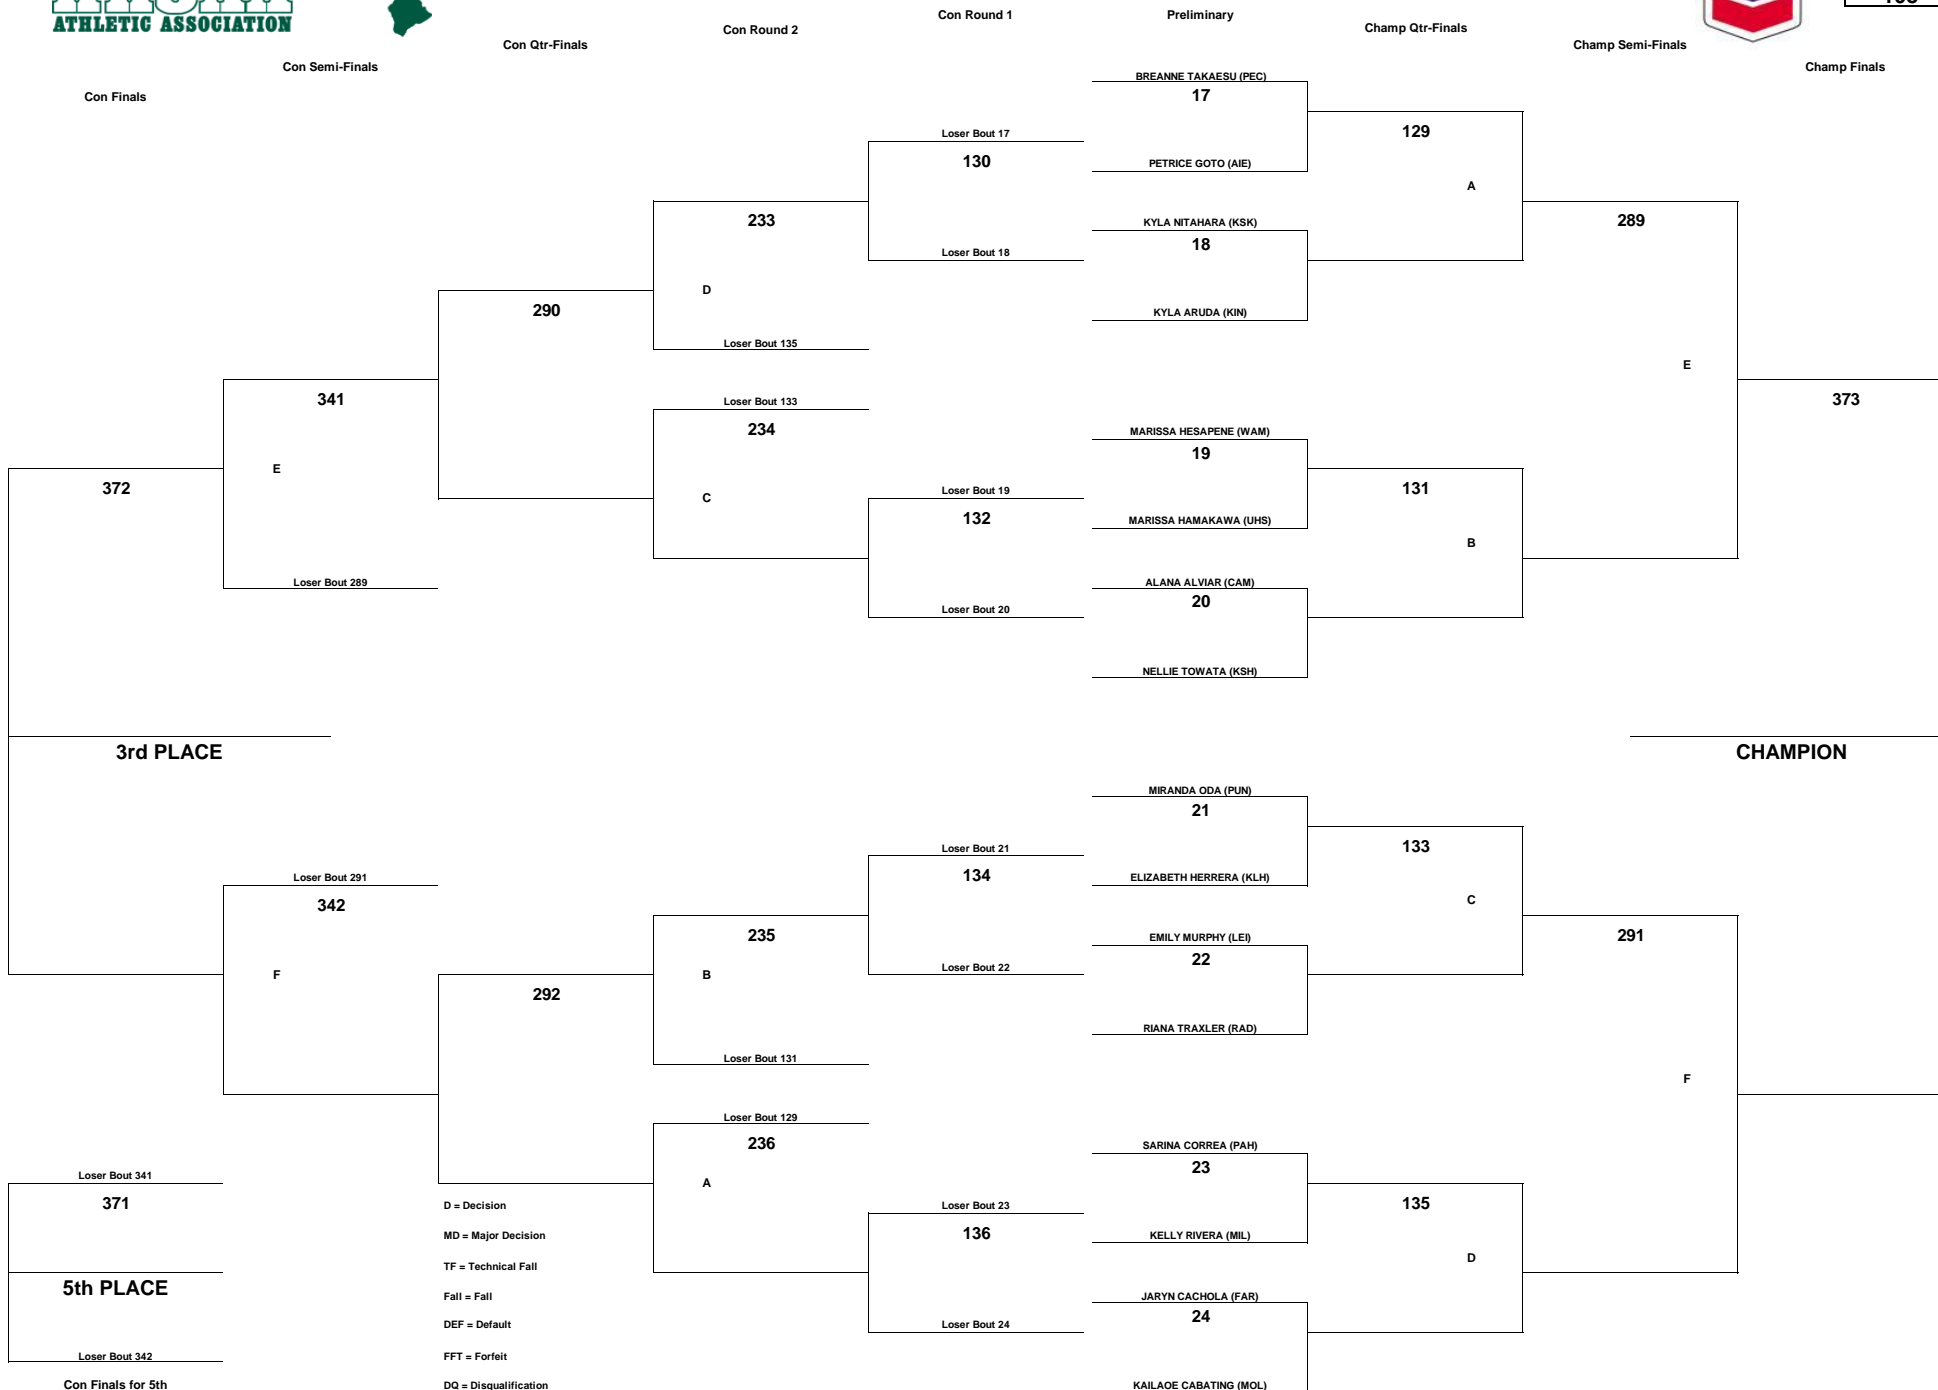 ATHLETIC ASSOCIATION
Con Finals
Con Semi-Finals
Con Qtr-Finals
Con Round 2
Con Round 1
Preliminary
Champ Qtr-Finals
Champ Semi-Finals
Champ Finals
BREANNE TAKAESU (PEC)
17
129
Loser Bout 17
130
PETRICE GOTO (AIE)
A
233
KYLA NITAHARA (KSK)
289
18
Loser Bout 18
D
290
KYLA ARUDA (KIN)
Loser Bout 135
E
341
Loser Bout 133
373
234
MARISSA HESAPENE (WAM)
19
E
372
C
Loser Bout 19
131
132
MARISSA HAMAKAWA (UHS)
B
Loser Bout 289
ALANA ALVIAR (CAM)
20
Loser Bout 20
NELLIE TOWATA (KSH)
3rd PLACE
CHAMPION
MIRANDA ODA (PUN)
21
Loser Bout 21
133
134
Loser Bout 291
ELIZABETH HERRERA (KLH)
342
C
235
EMILY MURPHY (LEI)
291
22
Loser Bout 22
F
B
292
RIANA TRAXLER (RAD)
Loser Bout 131
F
Loser Bout 129
236
SARINA CORREA (PAH)
23
Loser Bout 341
A
371
D = Decision
Loser Bout 23
135
136
MD = Major Decision
KELLY RIVERA (MIL)
D
TF = Technical Fall
5th PLACE
Fall = Fall
JARYN CACHOLA (FAR)
24
DEF = Default
Loser Bout 24
Loser Bout 342
FFT = Forfeit
Con Finals for 5th
DQ = Disqualification
KAILAOE CABATING (MOL)